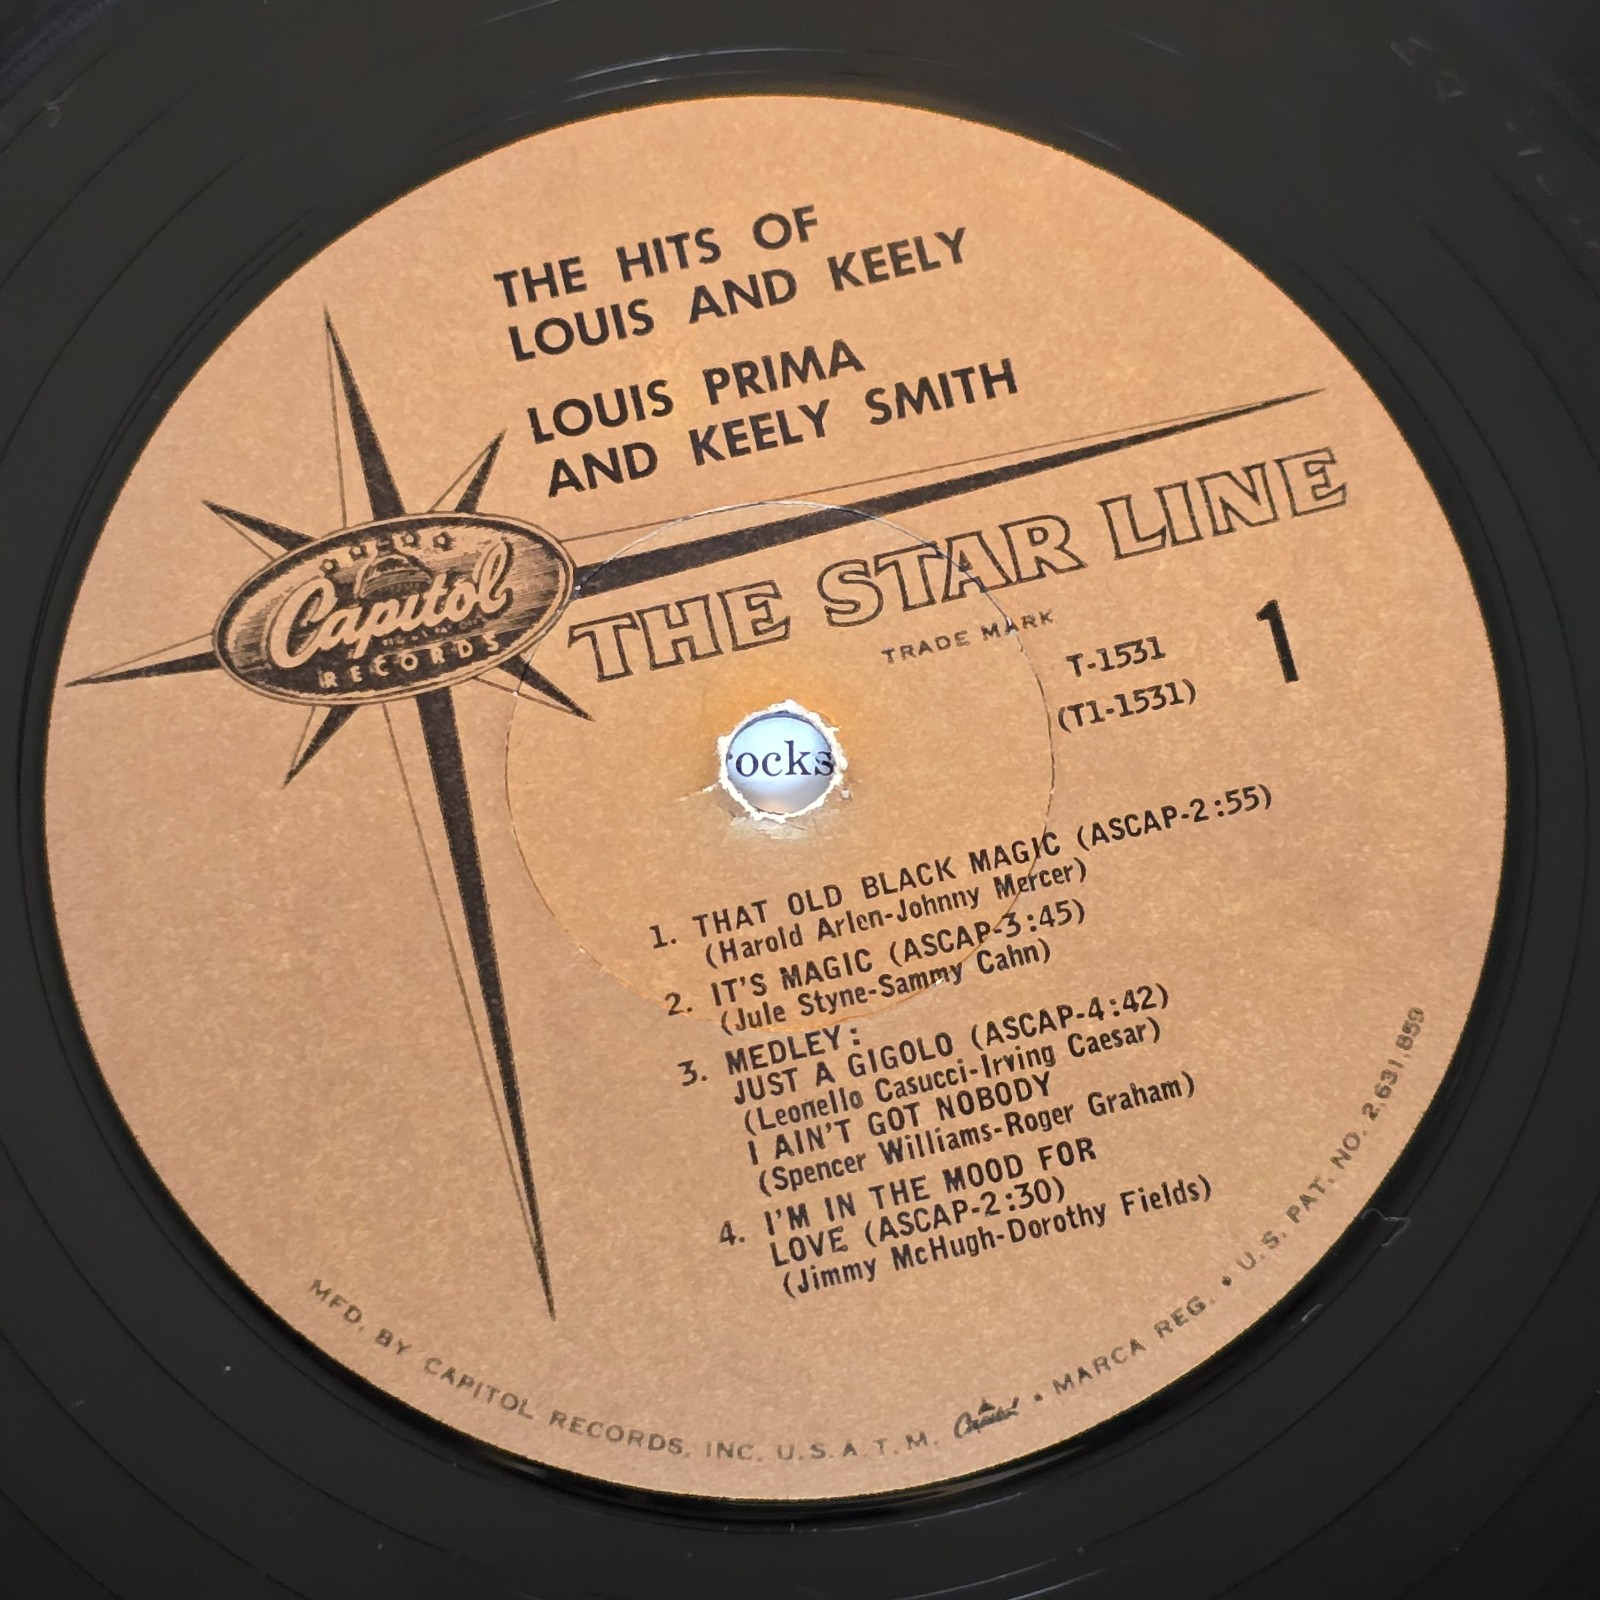 THE HITS OF
LOUIS AND KEELY
LOUIS PRIMA
AND KEELY SMITH
Capitol
RECORDS
THE STAR LINE
TRADE MARK
T-1531
(T1-1531)
1
ocks
1. THAT OLD BLACK MAGIC (ASCAP-2:55)
(Harold Arlen-Johnny Mercer)
2. IT'S MAGIC (ASCAP-3:45)
(Jule Styne-Sammy Cahn)
3. MEDLEY:
JUST A GIGOLO (ASCAP-4:42)
(Leonello Casucci-Irving Caesar)
I AIN'T GOT NOBODY
(Spencer Williams-Roger Graham)
4. I'M IN THE MOOD FOR
LOVE (ASCAP-2:30)
(Jimmy McHugh-Dorothy Fields)
MFD. BY CAPITOL RECORDS, INC. U.S.A. T.M. Capitol • MARCA REG. • U.S. PAT. NO. 2,631,859